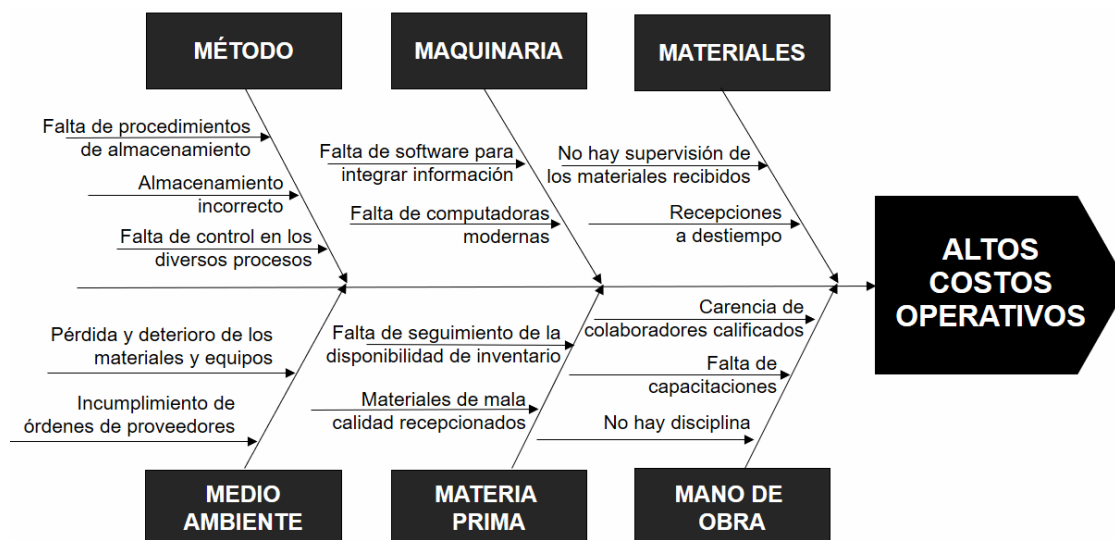 MÉTODO
MAQUINARIA
MATERIALES
Falta de procedimientos
de almacenamiento
Almacenamiento
incorrecto
Falta de control en los
diversos procesos
Falta de software para
integrar información
Falta de computadoras
modernas
No hay supervisión de
los materiales recibidos
Recepciones
a destiempo
ALTOS
COSTOS
OPERATIVOS
Pérdida y deterioro de los
materiales y equipos
Incumplimiento de
órdenes de proveedores
Falta de seguimiento de la
disponibilidad de inventario
Materiales de mala
calidad recepcionados
Carencia de
colaboradores calificados
Falta de
capacitaciones
No hay disciplina
MEDIO
AMBIENTE
MATERIA
PRIMA
MANO DE
OBRA